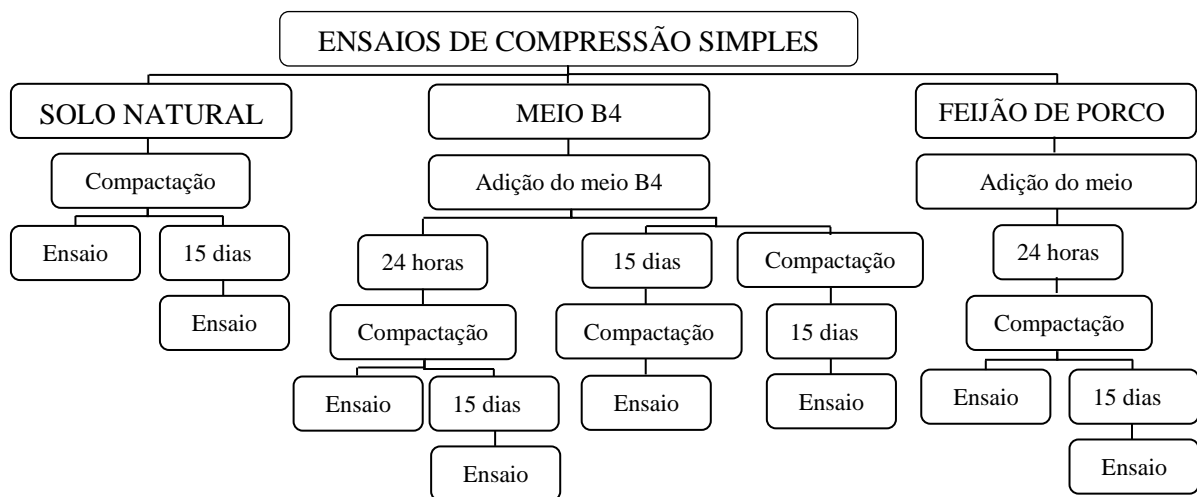 ENSAIOS DE COMPRESSÃO SIMPLES
SOLO NATURAL
MEIO B4
FEIJÃO DE PORCO
Compactação
Adição do meio B4
Adição do meio
Ensaio
15 dias
24 horas
15 dias
Compactação
24 horas
Ensaio
Compactação
Compactação
15 dias
Compactação
Ensaio
15 dias
Ensaio
Ensaio
Ensaio
15 dias
Ensaio
Ensaio